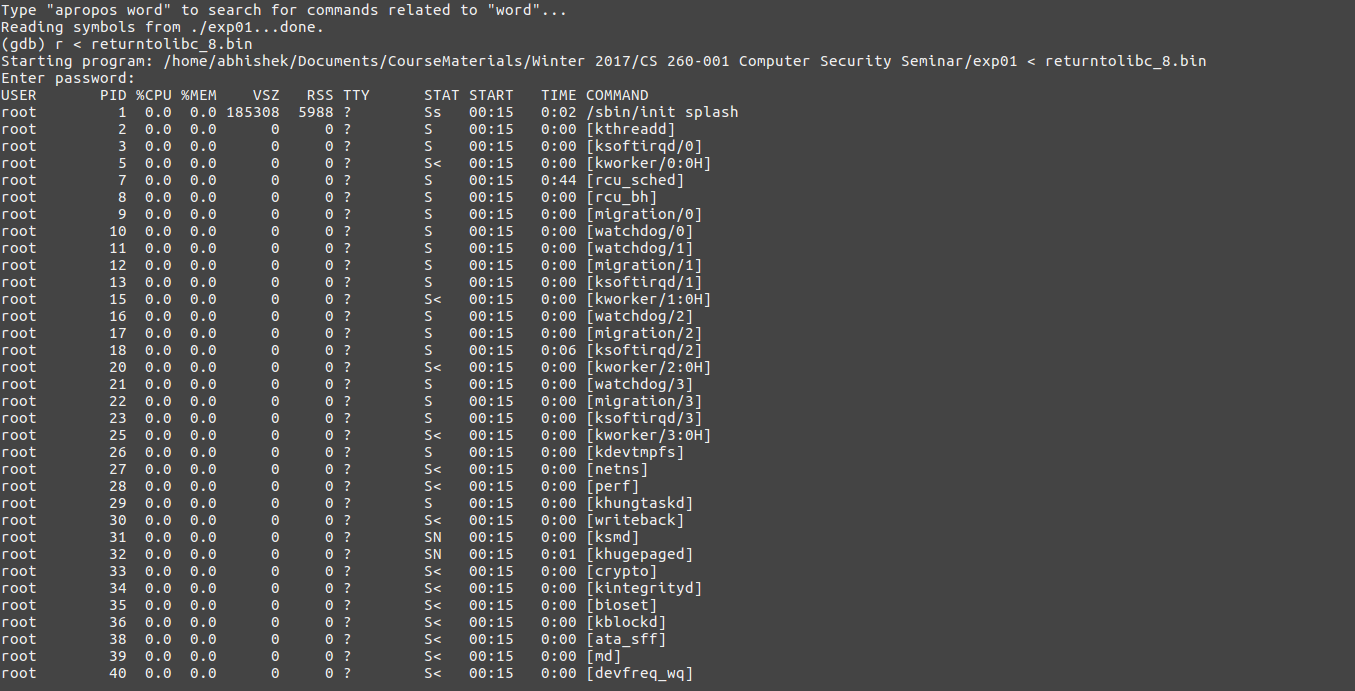 Type "apropos word" to search for commands related to "word"...
Reading symbols from ./exp01...done.
(gdb) r < returntolibc_8.bin
Starting program: /home/abhishek/Documents/CourseMaterials/Winter 2017/CS 260-001 Computer Security Seminar/exp01 < returntolibc_8.bin
Enter password:
USER       PID %CPU %MEM    VSZ   RSS TTY      STAT START   TIME COMMAND
root         1  0.0  0.0 185308  5988 ?        Ss   00:15   0:02 /sbin/init splash
root         2  0.0  0.0      0     0 ?        S    00:15   0:00 [kthreadd]
root         3  0.0  0.0      0     0 ?        S    00:15   0:00 [ksoftirqd/0]
root         5  0.0  0.0      0     0 ?        S<   00:15   0:00 [kworker/0:0H]
root         7  0.0  0.0      0     0 ?        S    00:15   0:44 [rcu_sched]
root         8  0.0  0.0      0     0 ?        S    00:15   0:00 [rcu_bh]
root         9  0.0  0.0      0     0 ?        S    00:15   0:00 [migration/0]
root        10  0.0  0.0      0     0 ?        S    00:15   0:00 [watchdog/0]
root        11  0.0  0.0      0     0 ?        S    00:15   0:00 [watchdog/1]
root        12  0.0  0.0      0     0 ?        S    00:15   0:00 [migration/1]
root        13  0.0  0.0      0     0 ?        S    00:15   0:00 [ksoftirqd/1]
root        15  0.0  0.0      0     0 ?        S<   00:15   0:00 [kworker/1:0H]
root        16  0.0  0.0      0     0 ?        S    00:15   0:00 [watchdog/2]
root        17  0.0  0.0      0     0 ?        S    00:15   0:00 [migration/2]
root        18  0.0  0.0      0     0 ?        S    00:15   0:06 [ksoftirqd/2]
root        20  0.0  0.0      0     0 ?        S<   00:15   0:00 [kworker/2:0H]
root        21  0.0  0.0      0     0 ?        S    00:15   0:00 [watchdog/3]
root        22  0.0  0.0      0     0 ?        S    00:15   0:00 [migration/3]
root        23  0.0  0.0      0     0 ?        S    00:15   0:00 [ksoftirqd/3]
root        25  0.0  0.0      0     0 ?        S<   00:15   0:00 [kworker/3:0H]
root        26  0.0  0.0      0     0 ?        S    00:15   0:00 [kdevtmpfs]
root        27  0.0  0.0      0     0 ?        S<   00:15   0:00 [netns]
root        28  0.0  0.0      0     0 ?        S<   00:15   0:00 [perf]
root        29  0.0  0.0      0     0 ?        S    00:15   0:00 [khungtaskd]
root        30  0.0  0.0      0     0 ?        S<   00:15   0:00 [writeback]
root        31  0.0  0.0      0     0 ?        SN   00:15   0:00 [ksmd]
root        32  0.0  0.0      0     0 ?        SN   00:15   0:01 [khugepaged]
root        33  0.0  0.0      0     0 ?        S<   00:15   0:00 [crypto]
root        34  0.0  0.0      0     0 ?        S<   00:15   0:00 [kintegrityd]
root        35  0.0  0.0      0     0 ?        S<   00:15   0:00 [bioset]
root        36  0.0  0.0      0     0 ?        S<   00:15   0:00 [kblockd]
root        38  0.0  0.0      0     0 ?        S<   00:15   0:00 [ata_sff]
root        39  0.0  0.0      0     0 ?        S<   00:15   0:00 [md]
root        40  0.0  0.0      0     0 ?        S<   00:15   0:00 [devfreq_wq]